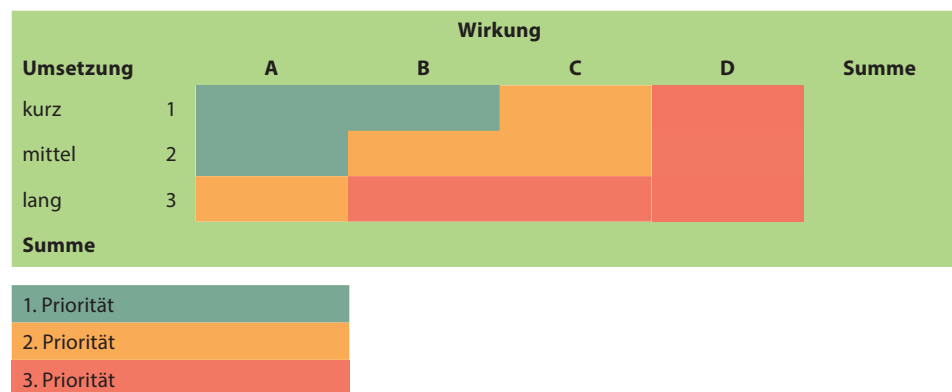 Wirkung
Umsetzung A B C D Summe
kurz 1
mittel 2
lang 3
Summe
1. Priorität
2. Priorität
3. Priorität